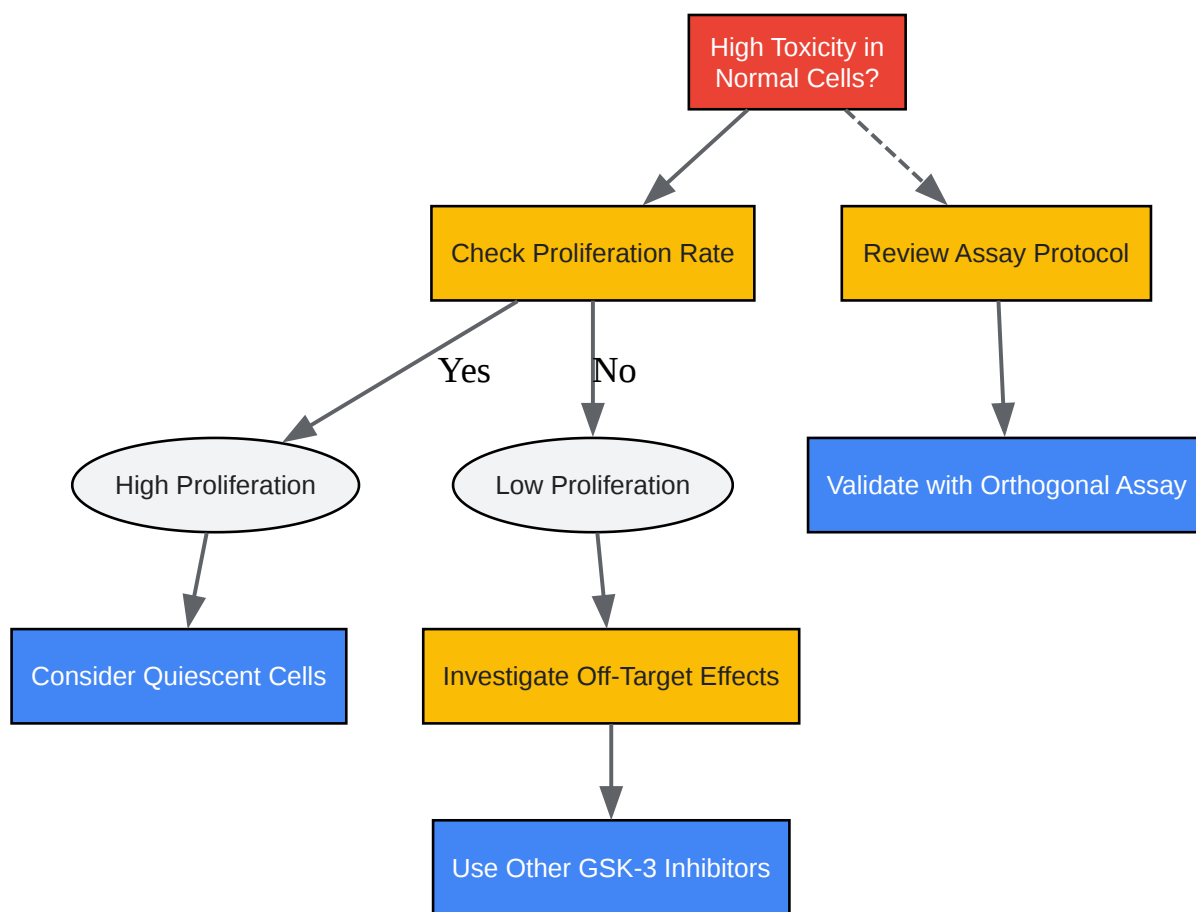 High Toxicity in
Normal Cells?
Check Proliferation Rate
Review Assay Protocol
Yes
No
High Proliferation
Low Proliferation
Validate with Orthogonal Assay
Consider Quiescent Cells
Investigate Off-Target Effects
Use Other GSK-3 Inhibitors